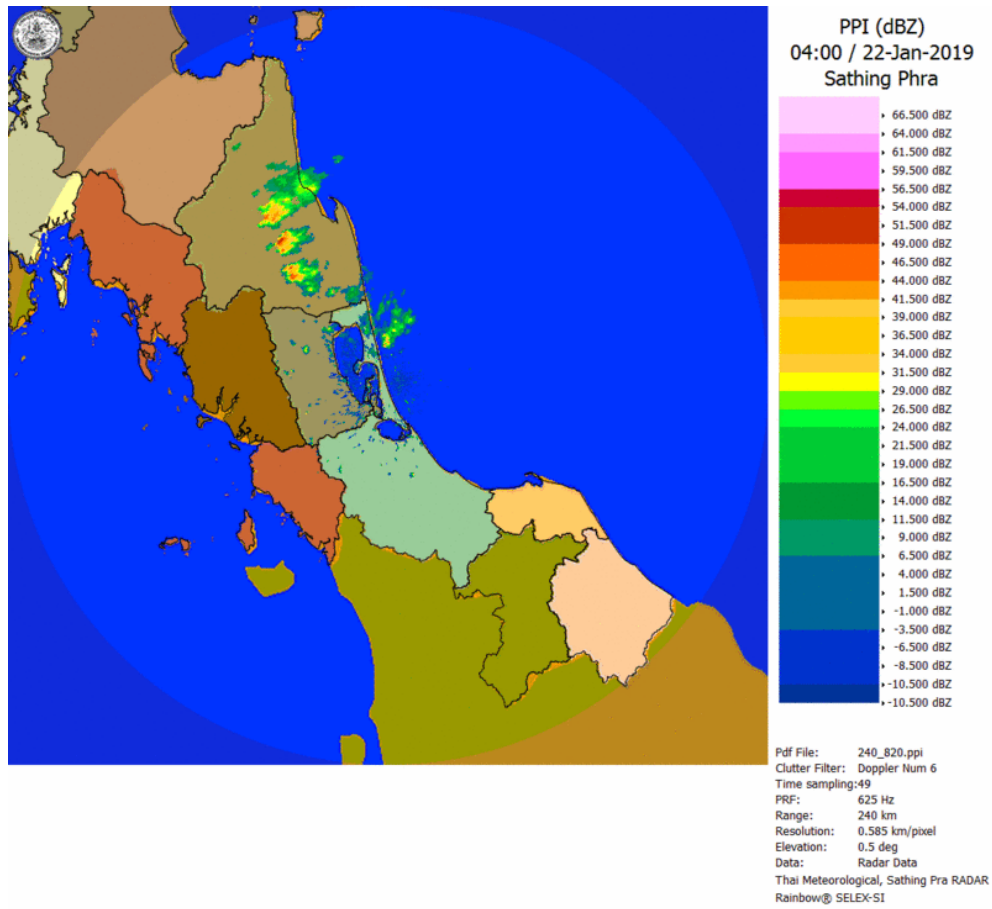 PPI (dBZ)
04:00 / 22-Jan-2019
Sathing Phra
66.500 dBZ
64.000 dBZ
61.500 dBZ
59.500 dBZ
56.500 dBZ
54.000 dBZ
51.500 dBZ
49.000 dBZ
46.500 dBZ
44.000 dBZ
41.500 dBZ
39.000 dBZ
36.500 dBZ
34.000 dBZ
31.500 dBZ
29.000 dBZ
26.500 dBZ
24.000 dBZ
21.500 dBZ
19.000 dBZ
16.500 dBZ
14.000 dBZ
11.500 dBZ
9.000 dBZ
6.500 dBZ
4.000 dBZ
1.500 dBZ
-1.000 dBZ
-3.500 dBZ
-6.500 dBZ
-8.500 dBZ
-10.500 dBZ
-10.500 dBZ
Pdf File: 240_820.ppi
Clutter Filter: Doppler Num 6
Time sampling:49
PRF: 625 Hz
Range: 240 km
Resolution: 0.585 km/pixel
Elevation: 0.5 deg
Data: Radar Data
Thai Meteorological, Sathing Pra RADAR
Rainbow® SELEX-SI